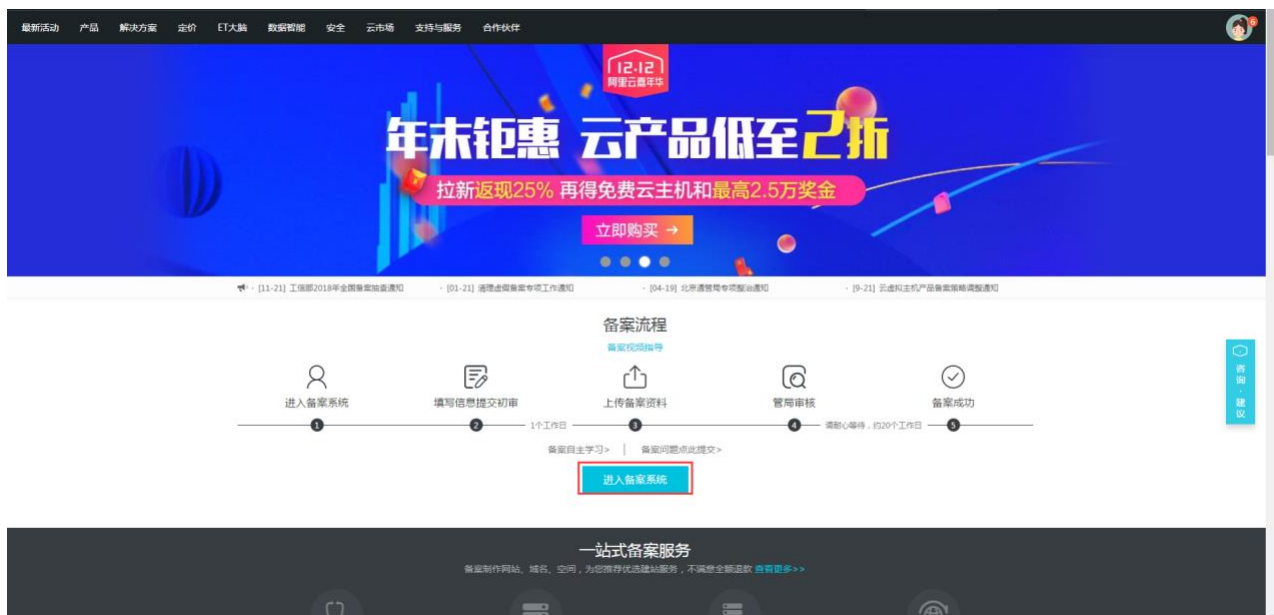 最新活动 产品 解决方案 定价 ET大脑 数据智能 安全 云市场 支持与服务 合作伙伴
6
12·12
阿里云嘉年华
年末钜惠 云产品低至2折
拉新返现25% 再得免费云主机和最高2.5万奖金
立即购买 →
· [11-21] 工信部2018年全国备案抽查通知 · [01-21] 清理虚假备案专项工作通知 · [04-19] 北京通管局专项整治通知 · [9-21] 云虚拟主机产品备案策略调整通知
备案流程
备案视频指导
进入备案系统 填写信息提交初审 上传备案资料 管局审核 备案成功
1 2 1个工作日 3 4 请耐心等待,约20个工作日 5
备案自主学习> | 备案问题点此提交>
进入备案系统
咨询·建议
一站式备案服务
备案制作网站、域名、空间,为您推荐优选建站服务,不满意全额退款 查看更多>>